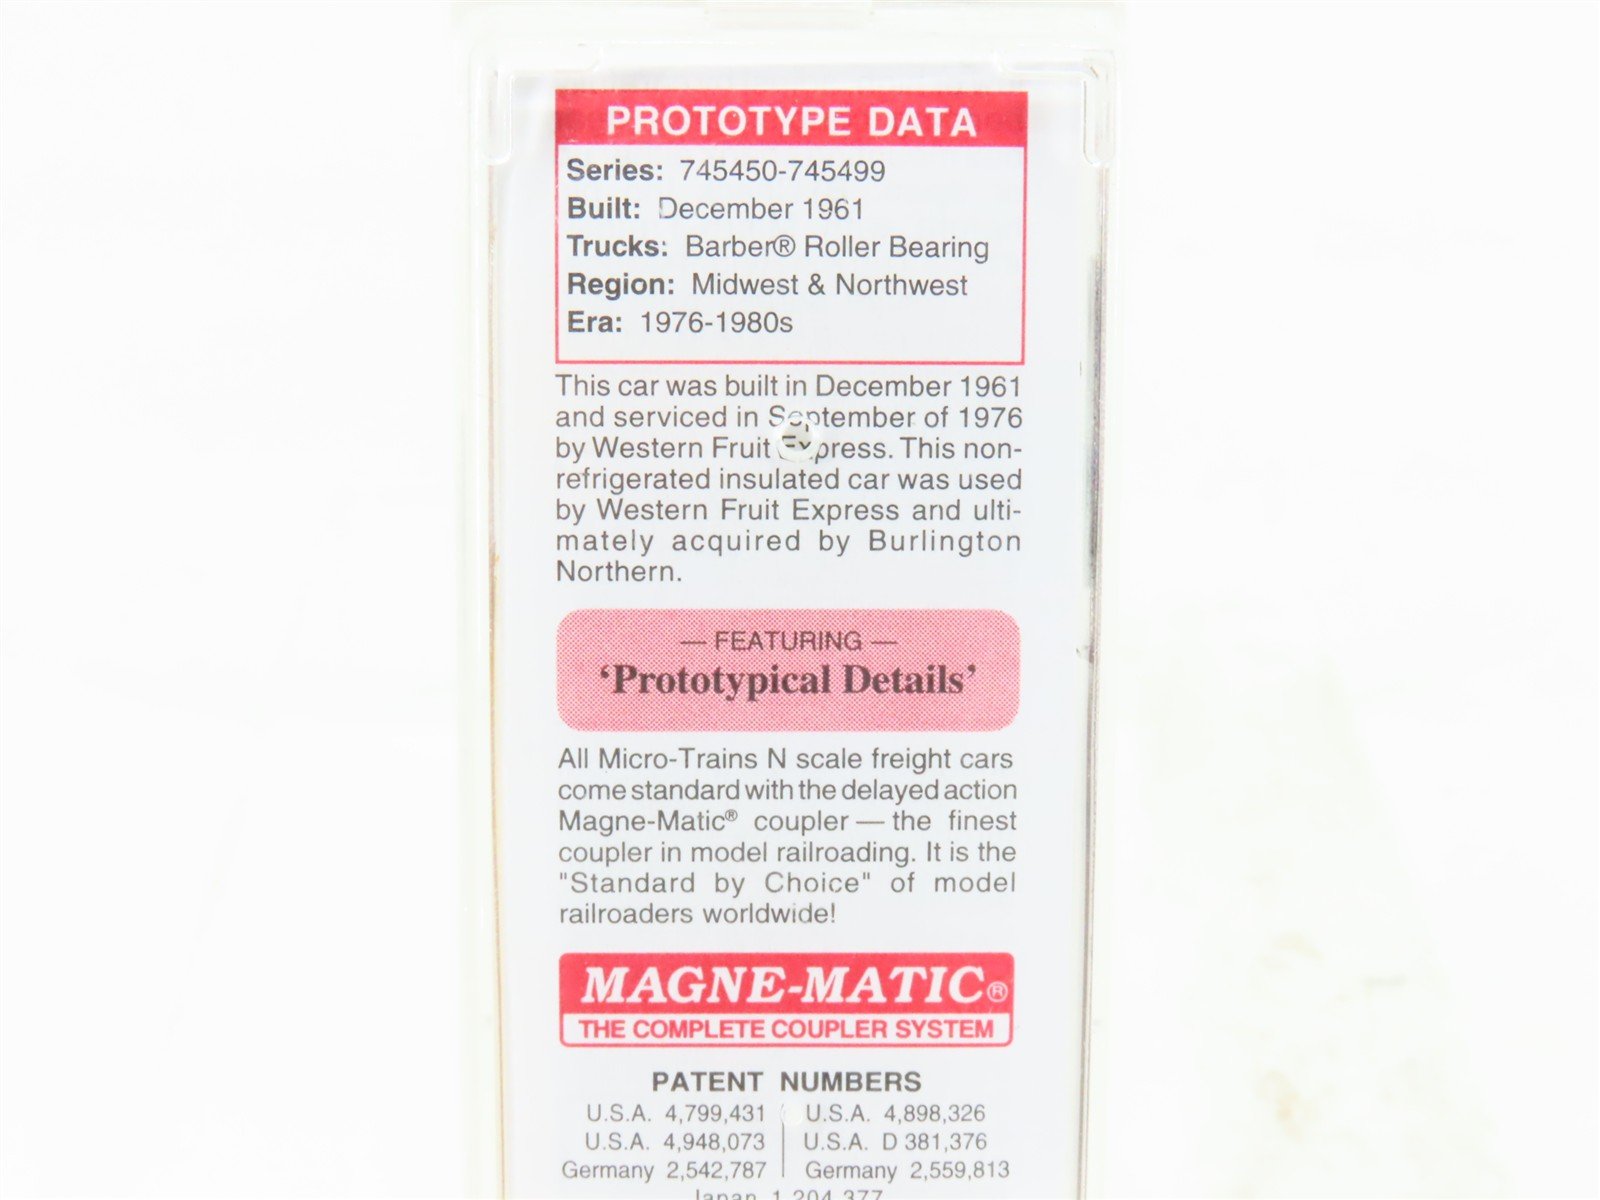 PROTOTYPE DATA
Series: 745450-745499
Built: December 1961
Trucks: Barber® Roller Bearing
Region: Midwest & Northwest
Era: 1976-1980s
This car was built in December 1961
and serviced in September of 1976
by Western Fruit Express. This non-
refrigerated insulated car was used
by Western Fruit Express and ulti-
mately acquired by Burlington
Northern.
— FEATURING —
‘Prototypical Details’
All Micro-Trains N scale freight cars
come standard with the delayed action
Magne-Matic® coupler — the finest
coupler in model railroading. It is the
"Standard by Choice" of model
railroaders worldwide!
MAGNE-MATIC®
THE COMPLETE COUPLER SYSTEM
PATENT NUMBERS
U.S.A. 4,799,431 U.S.A. 4,898,326
U.S.A. 4,948,073 U.S.A. D 381,376
Germany 2,542,787 Germany 2,559,813
Japan 1,204,377